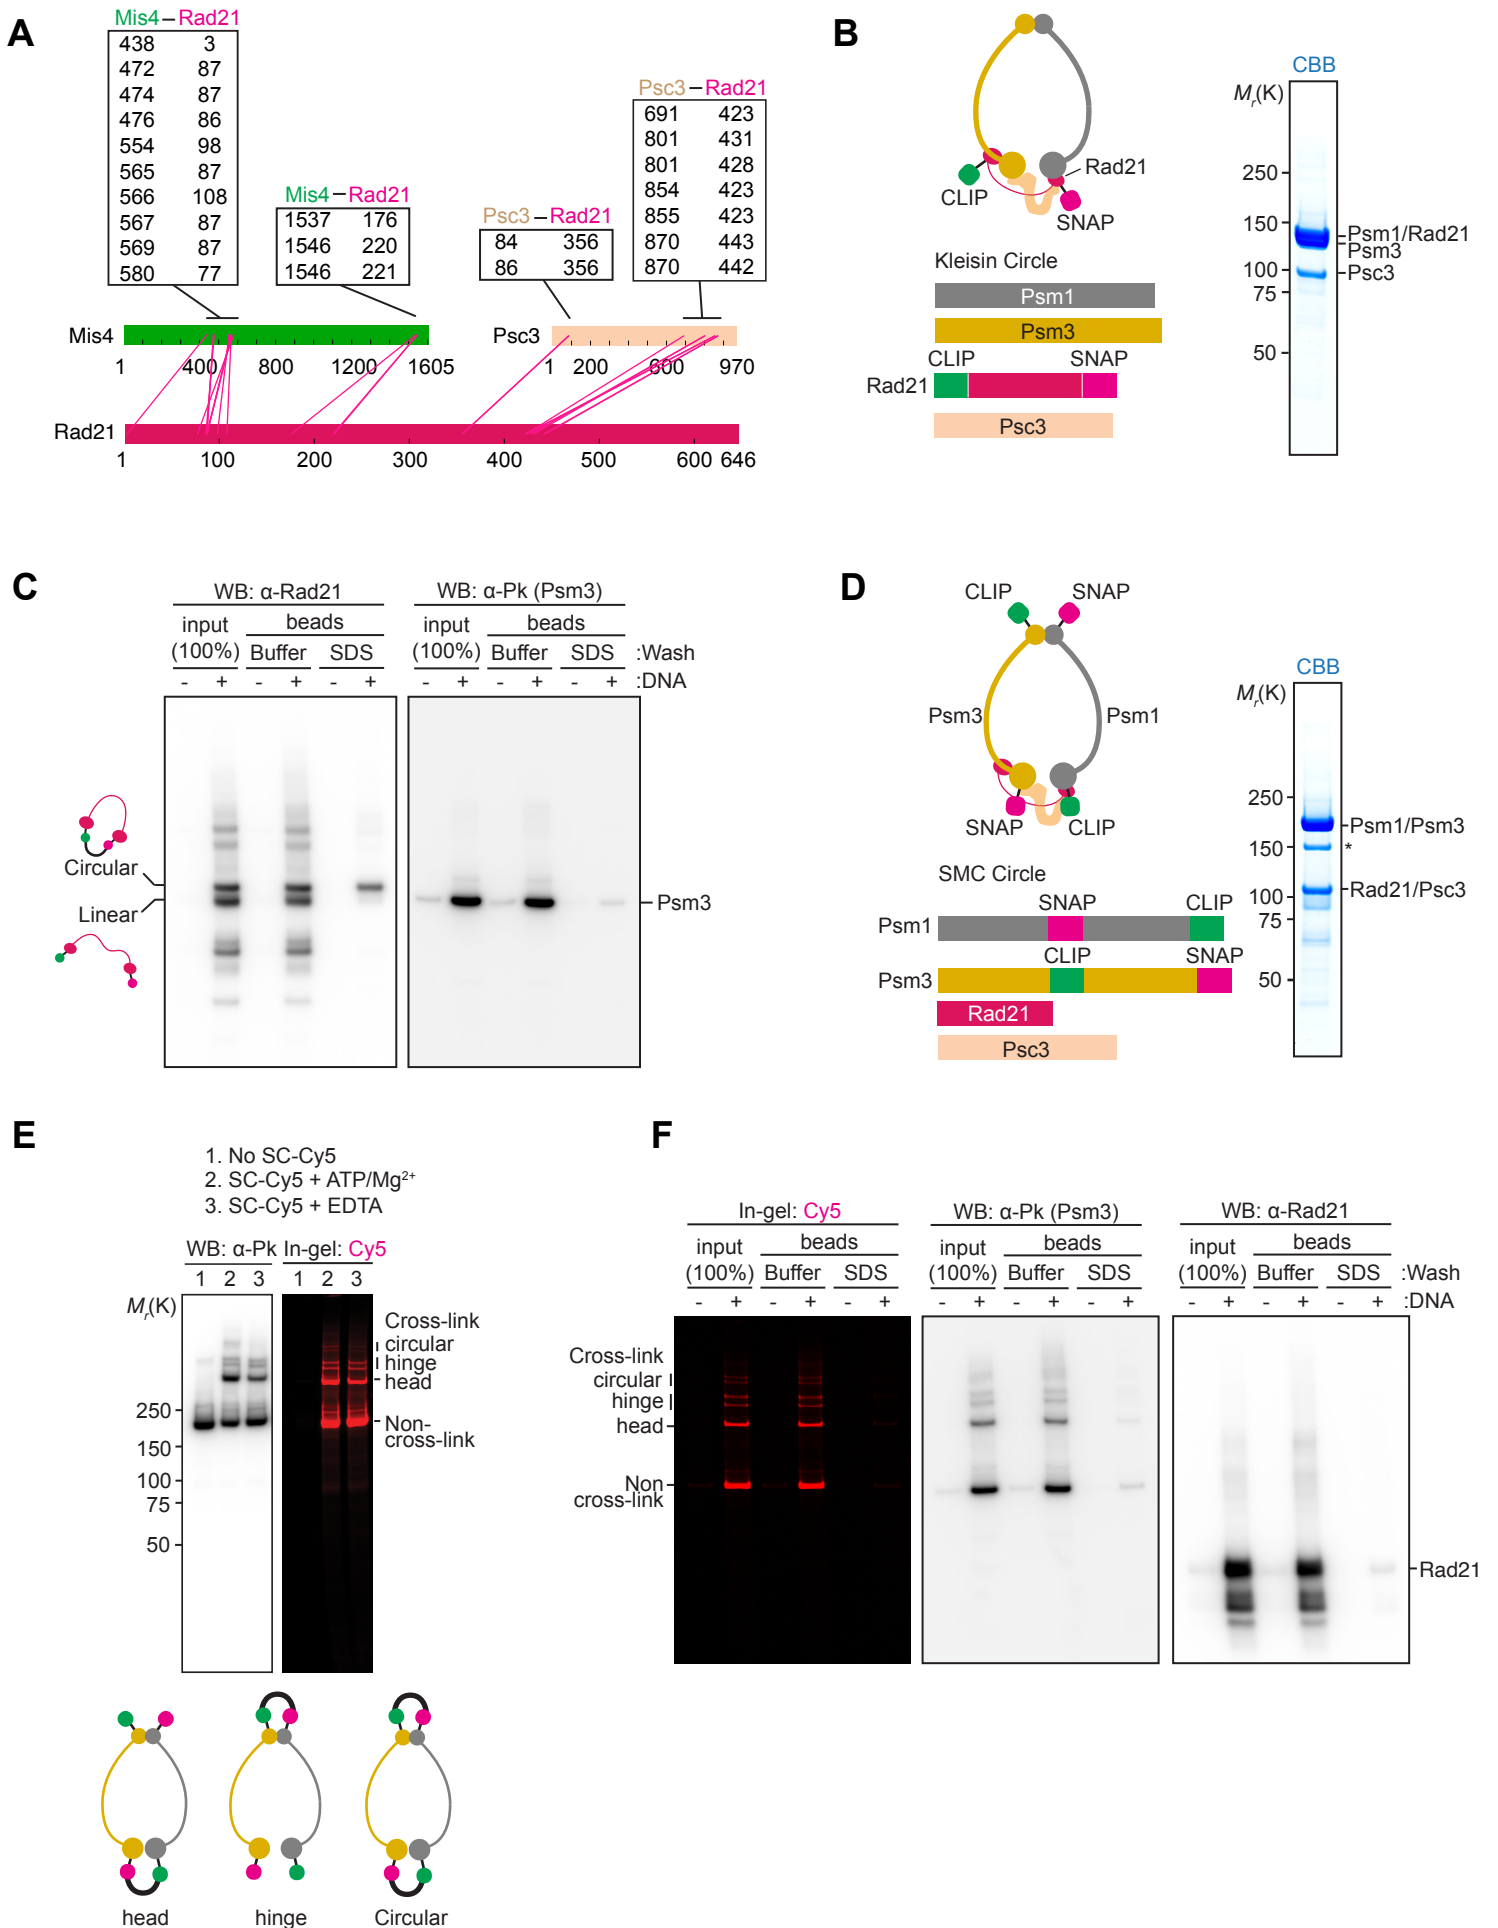 A
Mis4 – Rad21
438 3
472 87
474 87
476 86
554 98
565 87
566 108
567 87
569 87
580 77
Mis4 – Rad21
1537 176
1546 220
1546 221
Psc3 – Rad21
84 356
86 356
Psc3 – Rad21
691 423
801 431
801 428
854 423
855 423
870 443
870 442
Mis4
1 400 800 1200 1605
Psc3
1 200 600 970
Rad21
1 100 200 300 400 500 600 646
B
CLIP
Rad21
SNAP
Kleisin Circle
Psm1
Psm3
CLIP SNAP
Rad21
Psc3
CBB
Mr(K)
250
150
100
75
50
Psm1/Rad21
Psm3
Psc3
C
WB: α-Rad21 WB: α-Pk (Psm3)
input beads input beads
(100%) Buffer SDS (100%) Buffer SDS :Wash
- + - + - + - + - + - + :DNA
Circular
Linear
Psm3
D
CLIP SNAP
Psm3 Psm1
SNAP CLIP
SMC Circle
SNAP CLIP
Psm1
CLIP SNAP
Psm3
Rad21
Psc3
CBB
Mr(K)
250
150
100
75
50
Psm1/Psm3
*
Rad21/Psc3
E
1. No SC-Cy5
2. SC-Cy5 + ATP/Mg²⁺
3. SC-Cy5 + EDTA
WB: α-Pk In-gel: Cy5
1 2 3 1 2 3
Mr(K)
250
150
100
75
50
Cross-link
circular
hinge
head
Non-
cross-link
head hinge Circular
F
In-gel: Cy5 WB: α-Pk (Psm3) WB: α-Rad21
input beads input beads input beads
(100%) Buffer SDS (100%) Buffer SDS (100%) Buffer SDS :Wash
- + - + - + - + - + - + - + - + - + :DNA
Cross-link
circular
hinge
head
Non
cross-link
Rad21